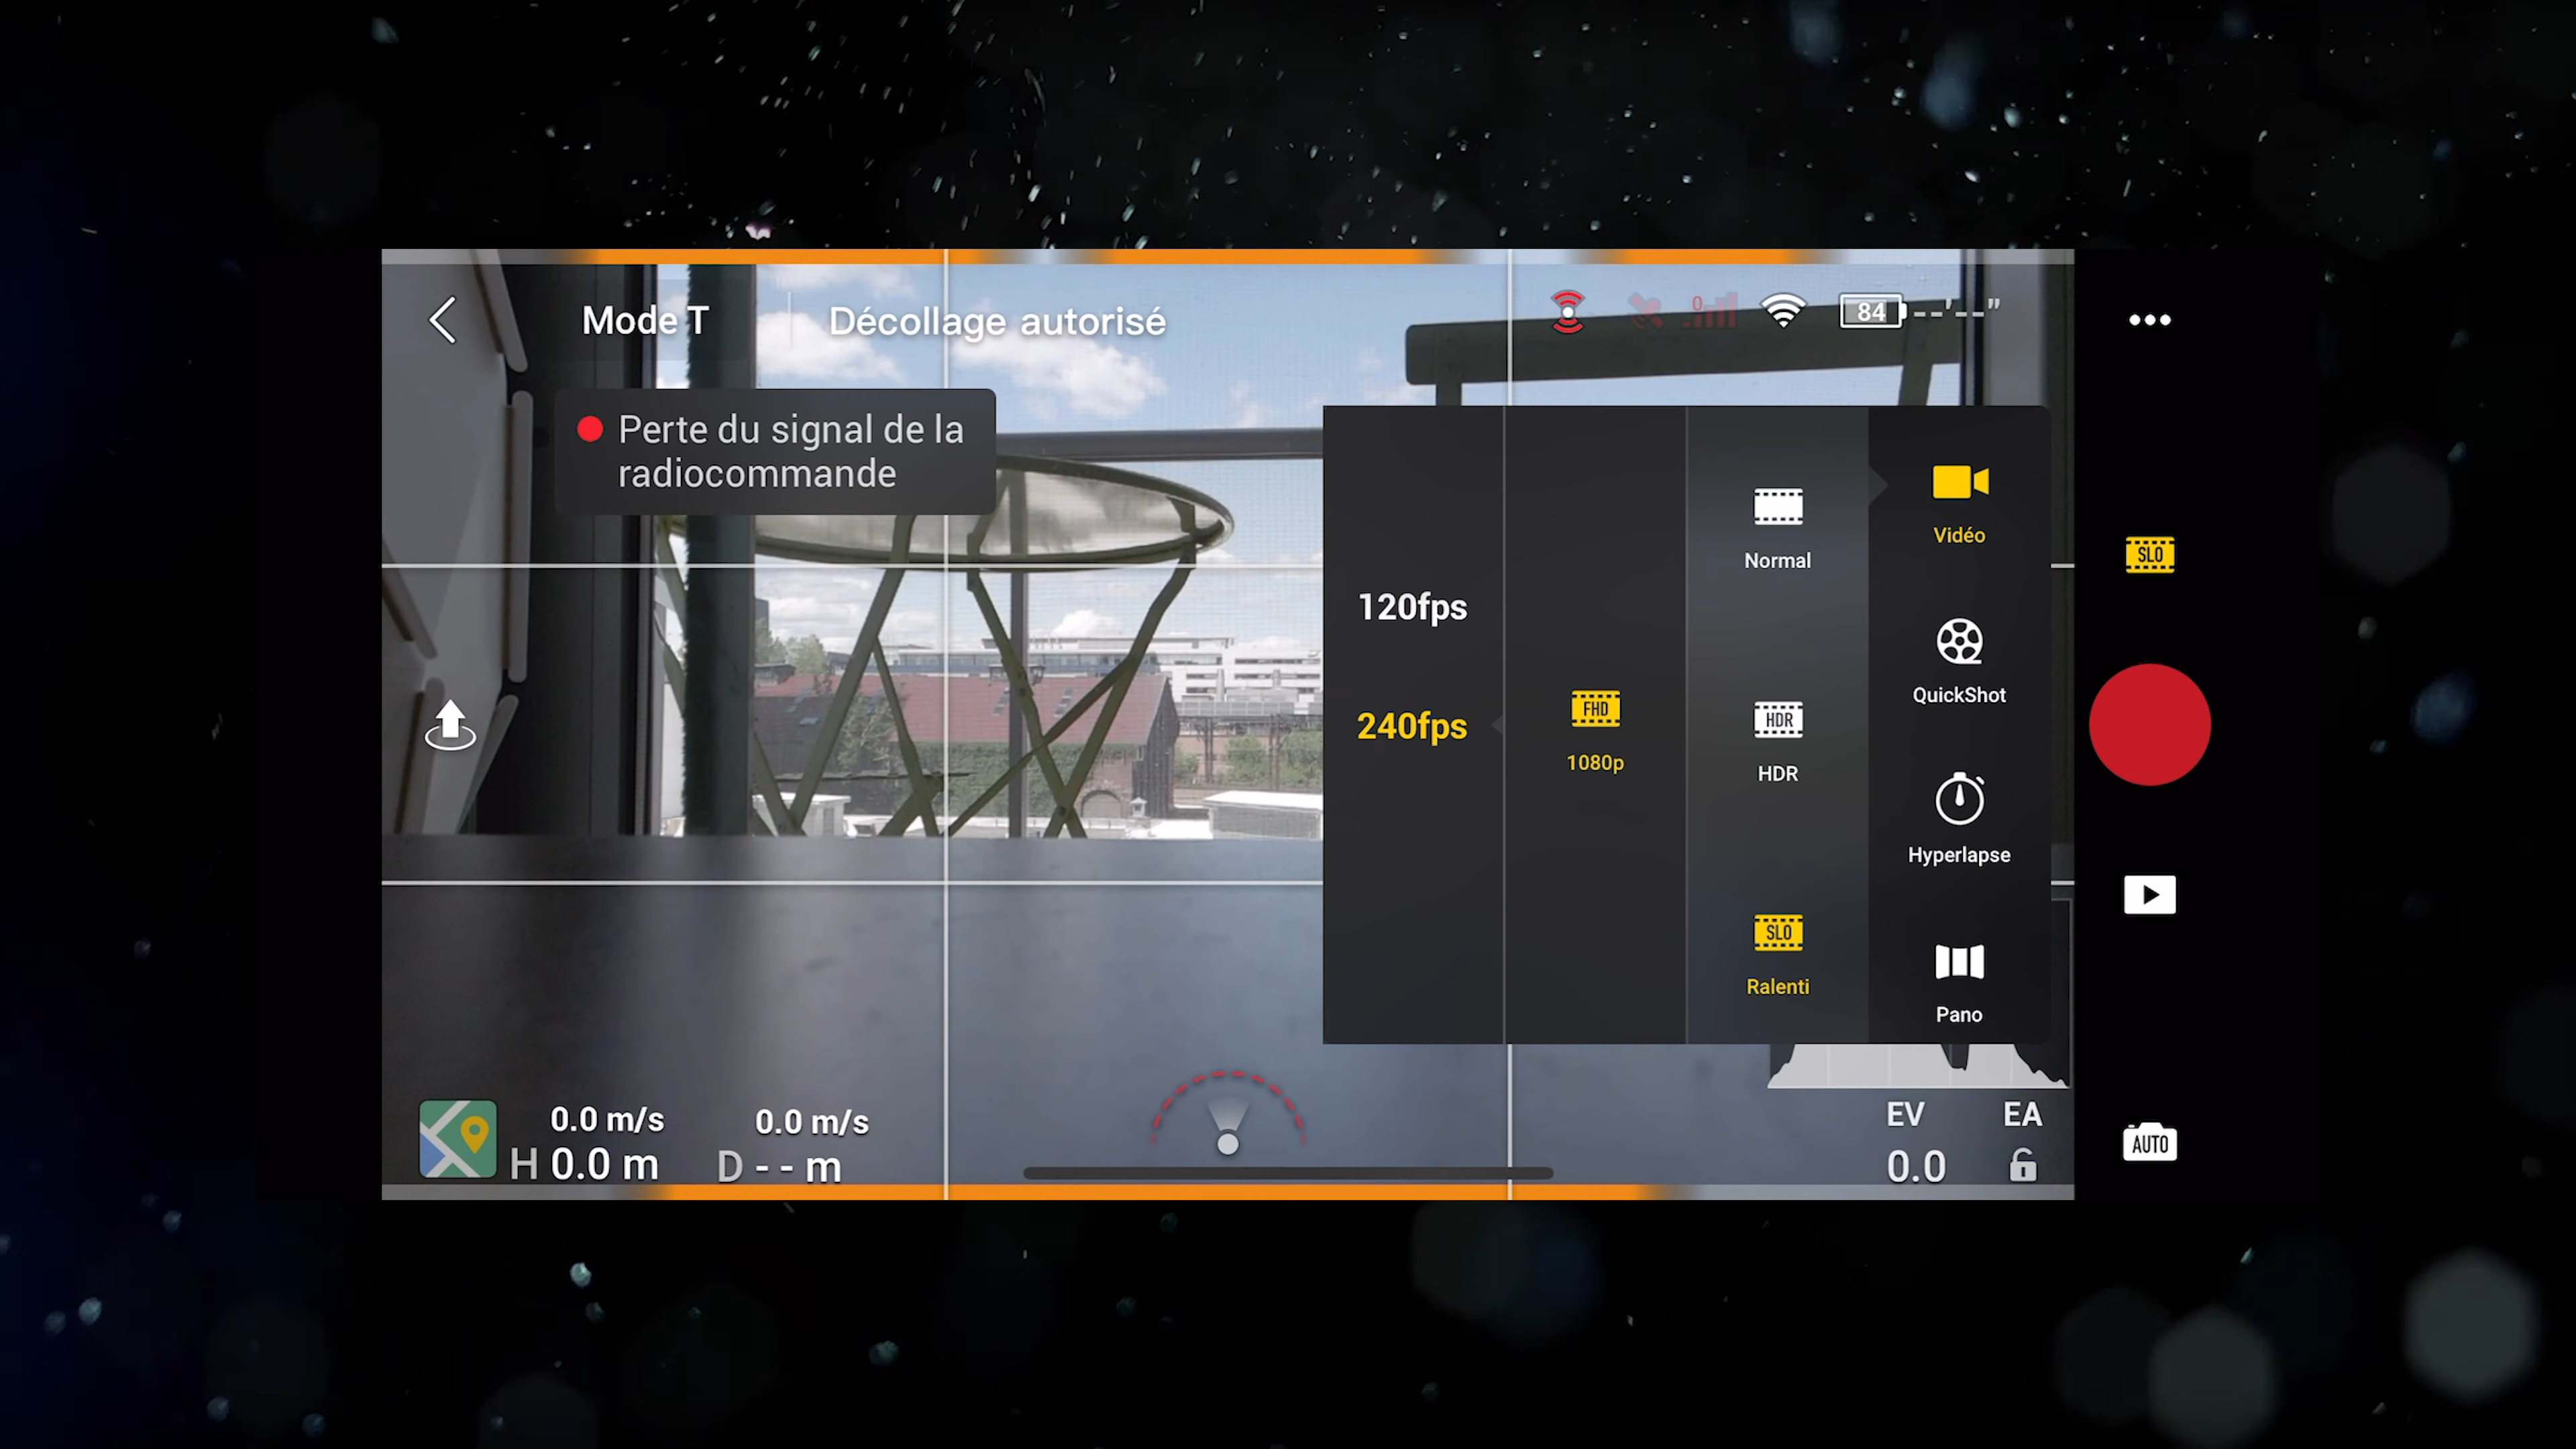 Mode T
Décollage autorisé
0
84
--'--"
Perte du signal de la
radiocommande
120fps
240fps
FHD
1080p
Normal
HDR
HDR
SLO
Ralenti
Vidéo
QuickShot
Hyperlapse
Pano
SLO
AUTO
0.0 m/s
0.0 m/s
H 0.0 m
D - - m
EV
EA
0.0